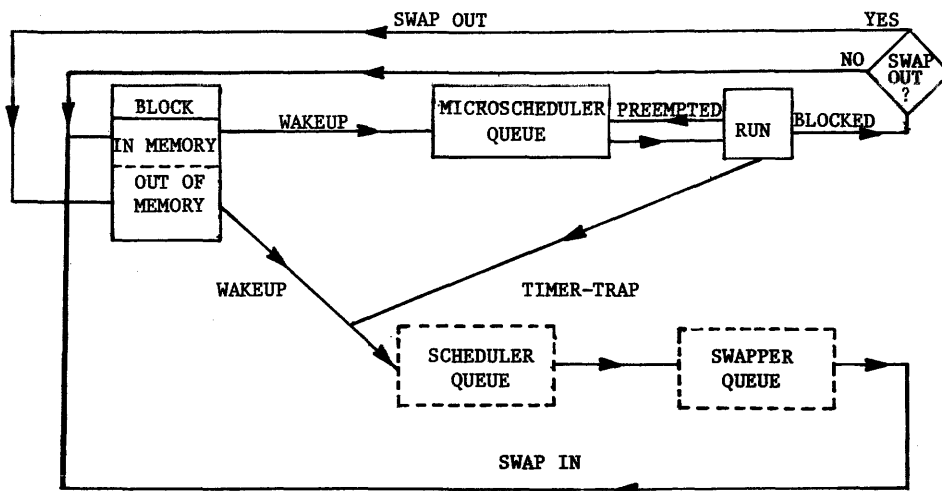 SWAP OUT
YES
NO
SWAP
OUT
?
BLOCK
IN MEMORY
OUT OF
MEMORY
WAKEUP
MICROSCHEDULER
QUEUE
PREEMPTED
RUN
BLOCKED
WAKEUP
TIMER-TRAP
SCHEDULER
QUEUE
SWAPPER
QUEUE
SWAP IN